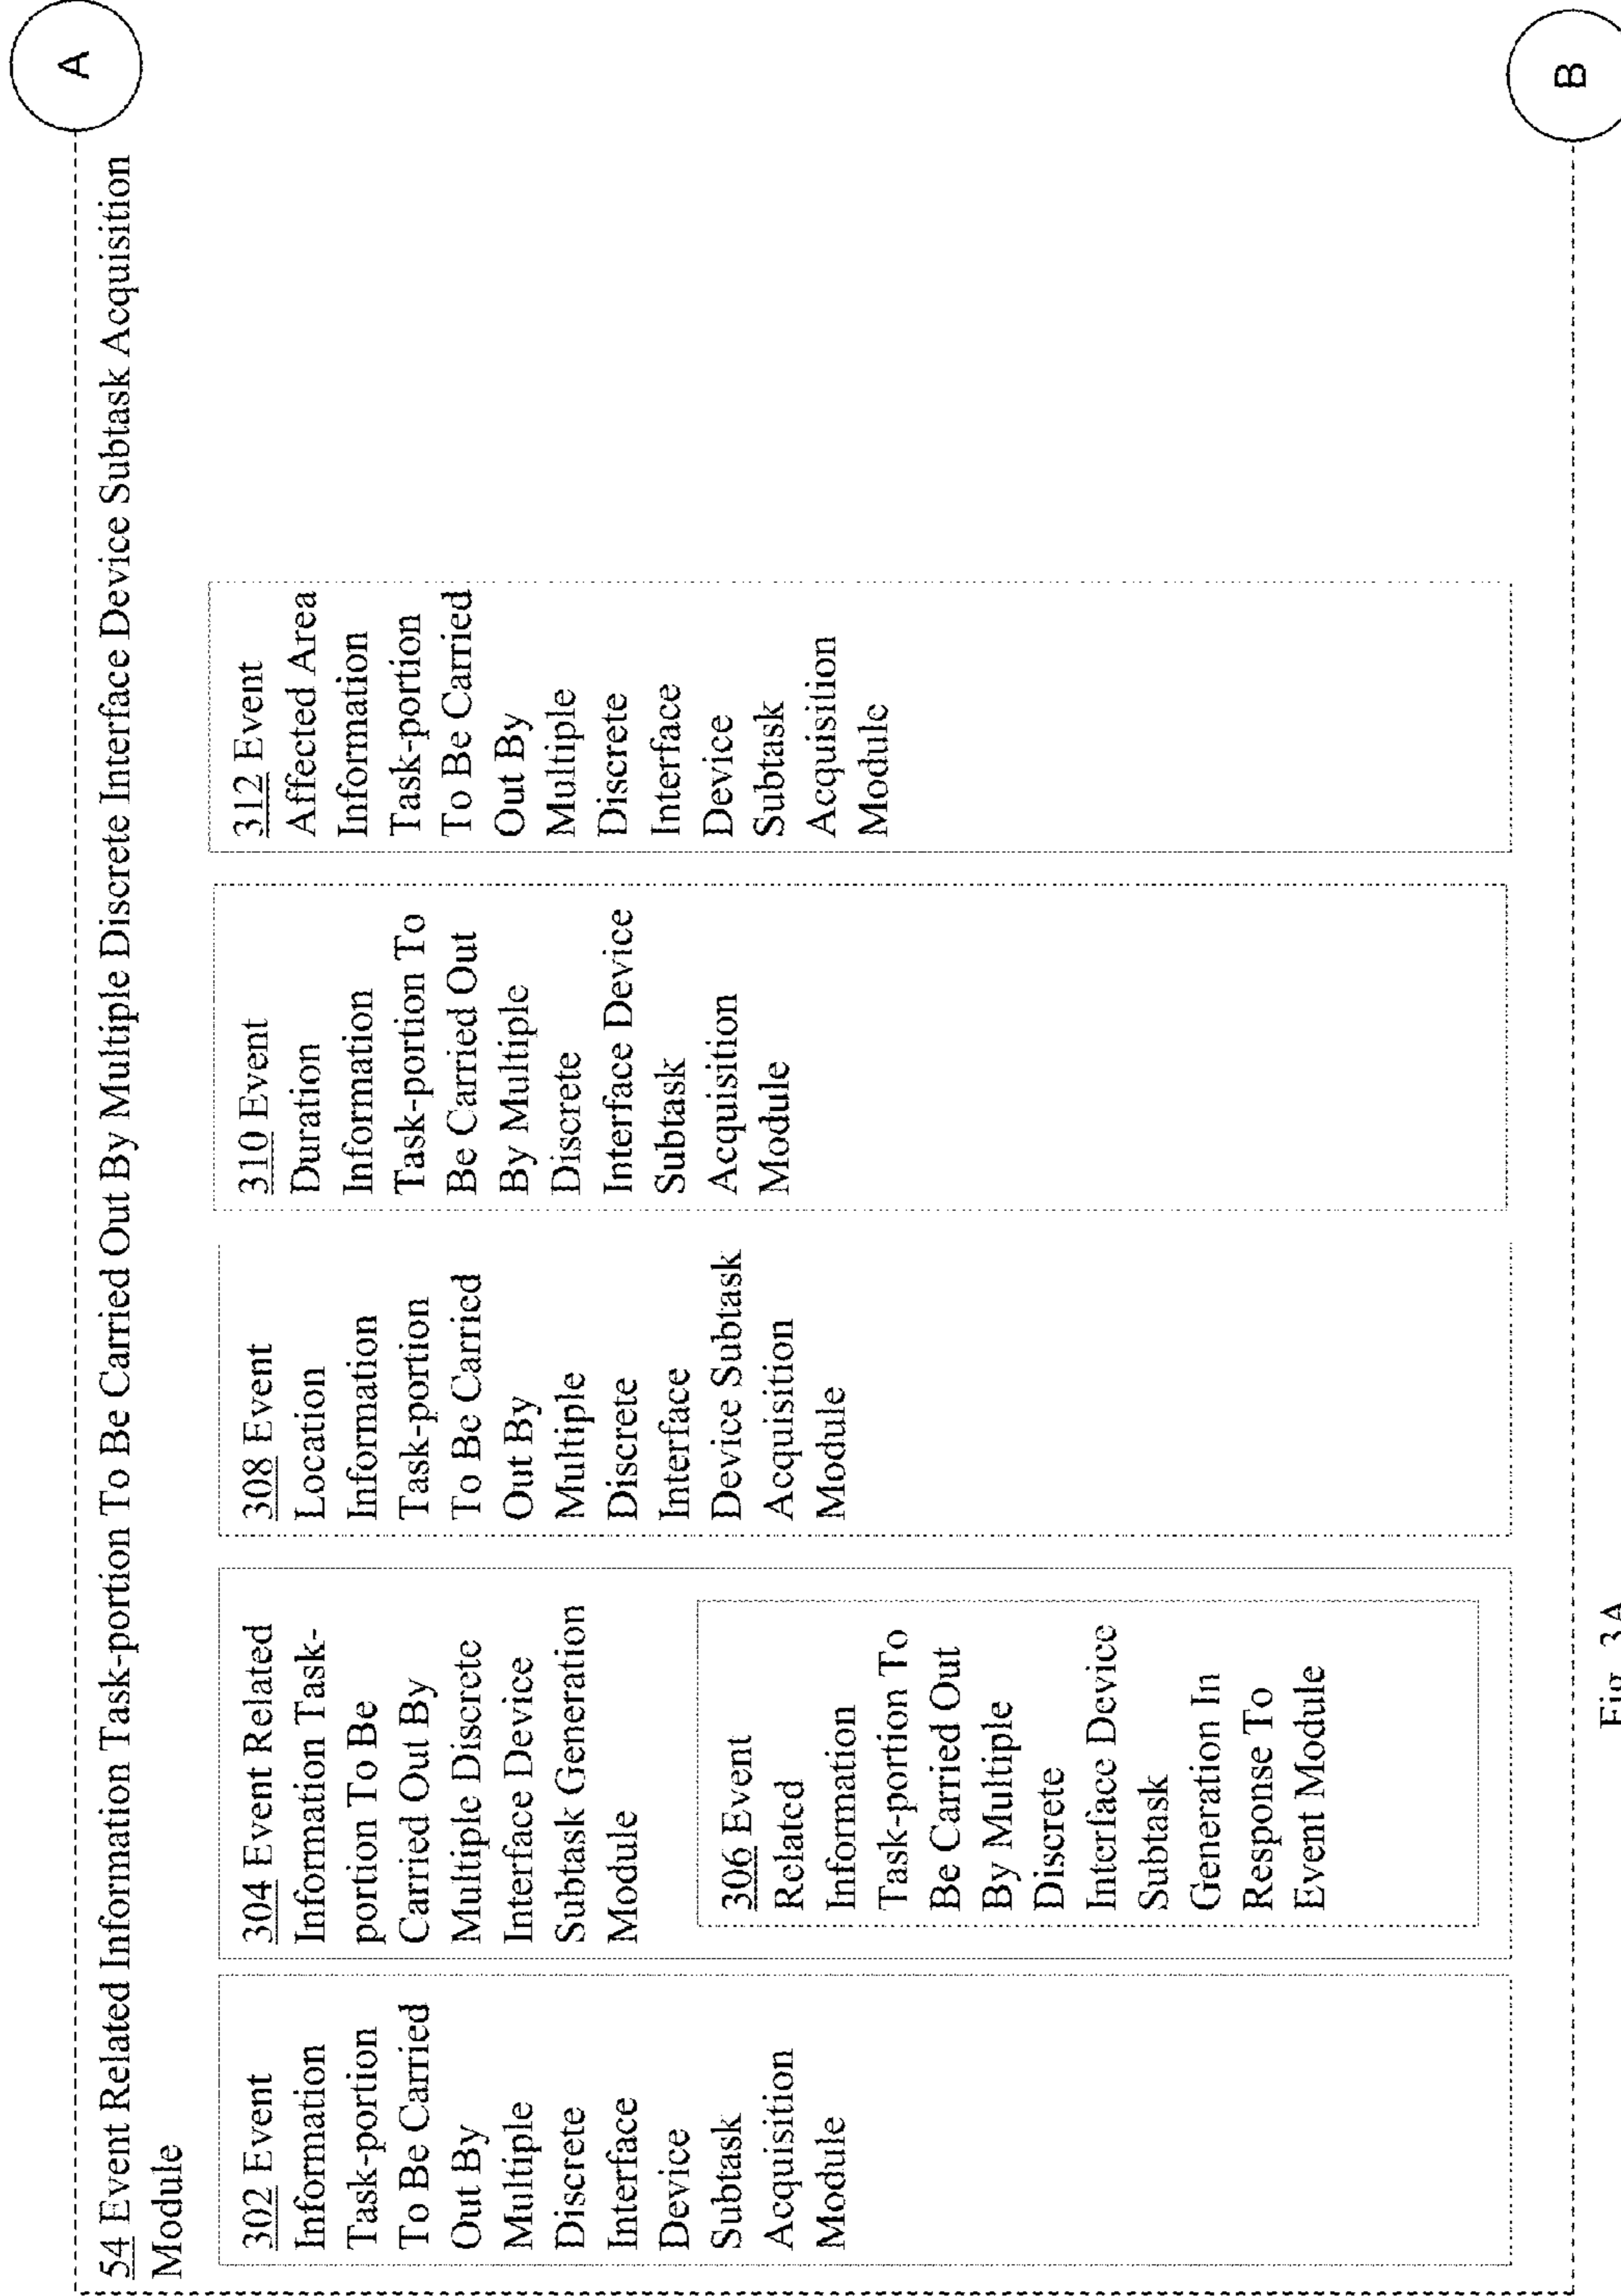 A
54 Event Related Information Task-portion To Be Carried Out By Multiple Discrete Interface Device Subtask Acquisition
Module
302 Event
Information
Task-portion
To Be Carried
Out By
Multiple
Discrete
Interface
Device
Subtask
Acquisition
Module
304 Event Related
Information Task-
portion To Be
Carried Out By
Multiple Discrete
Interface Device
Subtask Generation
Module
306 Event
Related
Information
Task-portion To
Be Carried Out
By Multiple
Discrete
Interface Device
Subtask
Generation In
Response To
Event Module
308 Event
Location
Information
Task-portion
To Be Carried
Out By
Multiple
Discrete
Interface
Device Subtask
Acquisition
Module
310 Event
Duration
Information
Task-portion To
Be Carried Out
By Multiple
Discrete
Interface Device
Subtask
Acquisition
Module
312 Event
Affected Area
Information
Task-portion
To Be Carried
Out By
Multiple
Discrete
Interface
Device
Subtask
Acquisition
Module
B
Fig. 3A